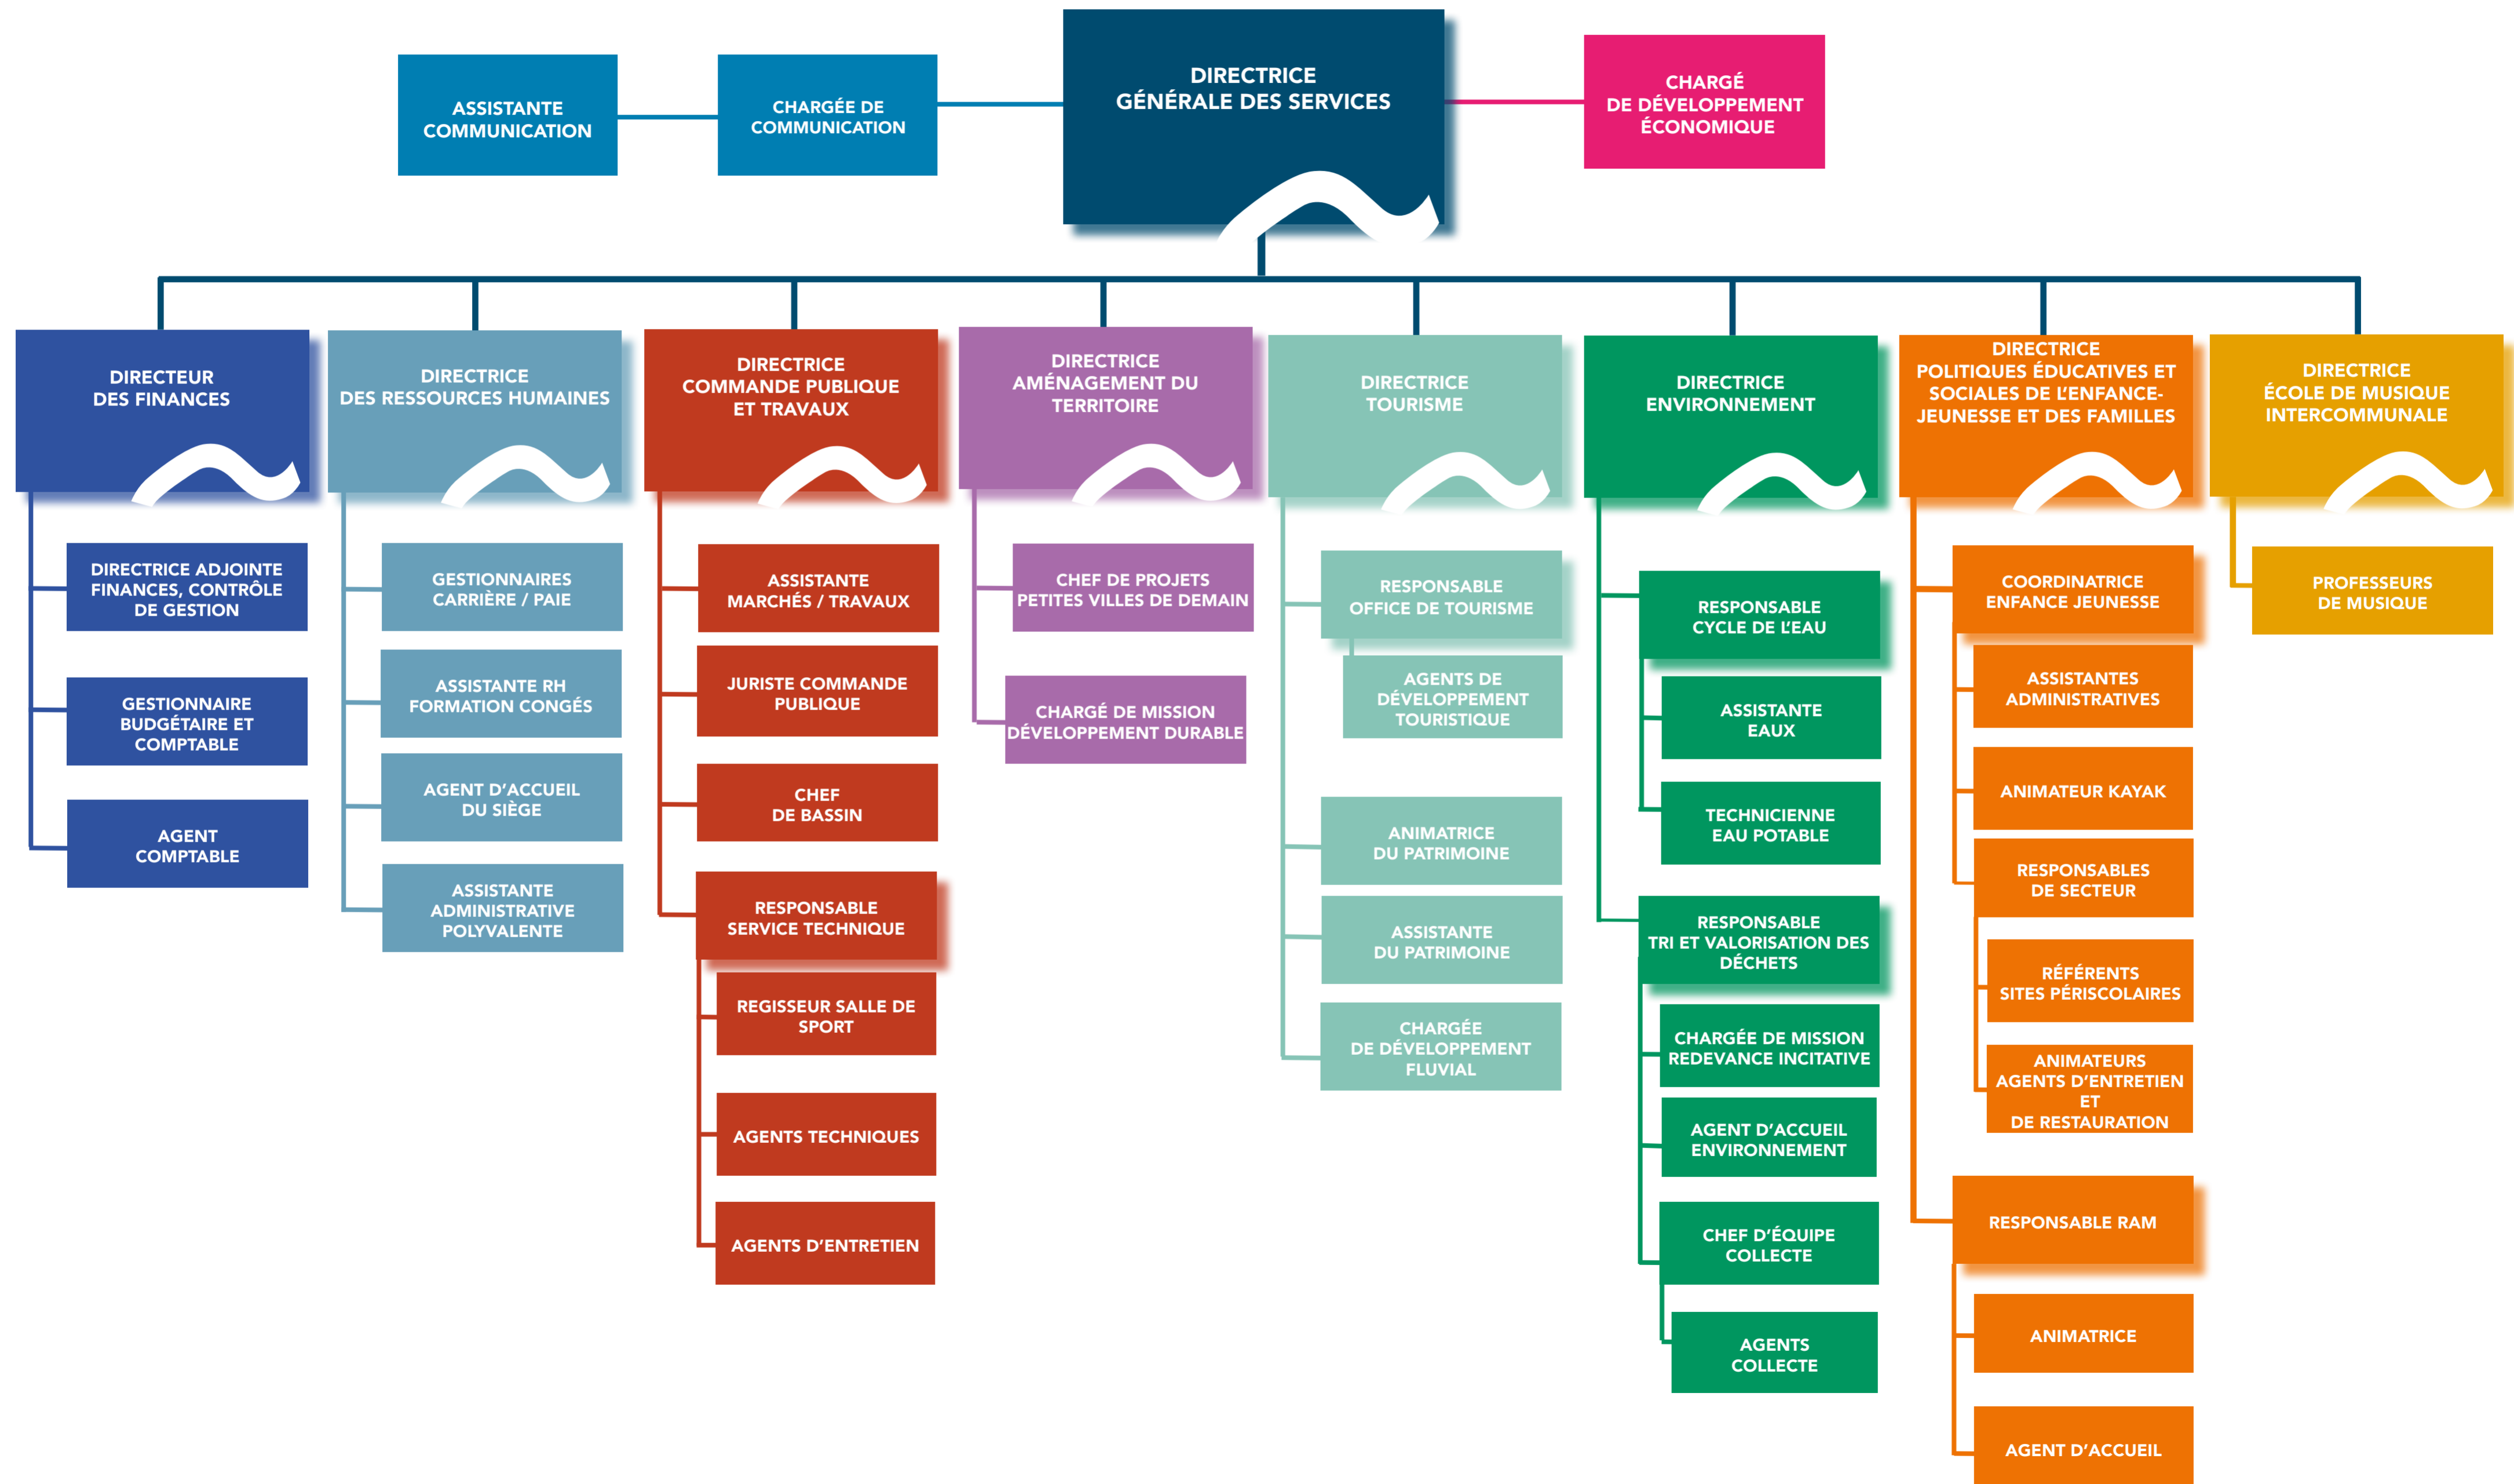 ASSISTANTE
COMMUNICATION
CHARGÉE DE
COMMUNICATION
DIRECTRICE
GÉNÉRALE DES SERVICES
CHARGÉ
DE DÉVELOPPEMENT
ÉCONOMIQUE
DIRECTEUR
DES FINANCES
DIRECTRICE ADJOINTE
FINANCES, CONTRÔLE
DE GESTION
GESTIONNAIRE
BUDGÉTAIRE ET
COMPTABLE
AGENT
COMPTABLE
DIRECTRICE
DES RESSOURCES HUMAINES
GESTIONNAIRES
CARRIÈRE / PAIE
ASSISTANTE RH
FORMATION CONGÉS
AGENT D’ACCUEIL
DU SIÈGE
ASSISTANTE
ADMINISTRATIVE
POLYVALENTE
DIRECTRICE
COMMANDE PUBLIQUE
ET TRAVAUX
ASSISTANTE
MARCHÉS / TRAVAUX
JURISTE COMMANDE
PUBLIQUE
CHEF
DE BASSIN
RESPONSABLE
SERVICE TECHNIQUE
REGISSEUR SALLE DE
SPORT
AGENTS TECHNIQUES
AGENTS D’ENTRETIEN
DIRECTRICE
AMÉNAGEMENT DU
TERRITOIRE
CHEF DE PROJETS
PETITES VILLES DE DEMAIN
CHARGÉ DE MISSION
DÉVELOPPEMENT DURABLE
DIRECTRICE
TOURISME
RESPONSABLE
OFFICE DE TOURISME
AGENTS DE
DÉVELOPPEMENT
TOURISTIQUE
ANIMATRICE
DU PATRIMOINE
ASSISTANTE
DU PATRIMOINE
CHARGÉE
DE DÉVELOPPEMENT
FLUVIAL
DIRECTRICE
ENVIRONNEMENT
RESPONSABLE
CYCLE DE L’EAU
ASSISTANTE
EAUX
TECHNICIENNE
EAU POTABLE
RESPONSABLE
TRI ET VALORISATION DES
DÉCHETS
CHARGÉE DE MISSION
REDEVANCE INCITATIVE
AGENT D’ACCUEIL
ENVIRONNEMENT
CHEF D’ÉQUIPE
COLLECTE
AGENTS
COLLECTE
DIRECTRICE
POLITIQUES ÉDUCATIVES ET
SOCIALES DE L’ENFANCE-
JEUNESSE ET DES FAMILLES
COORDINATRICE
ENFANCE JEUNESSE
ASSISTANTES
ADMINISTRATIVES
ANIMATEUR KAYAK
RESPONSABLES
DE SECTEUR
RÉFÉRENTS
SITES PÉRISCOLAIRES
ANIMATEURS
AGENTS D’ENTRETIEN
ET
DE RESTAURATION
RESPONSABLE RAM
ANIMATRICE
AGENT D’ACCUEIL
DIRECTRICE
ÉCOLE DE MUSIQUE
INTERCOMMUNALE
PROFESSEURS
DE MUSIQUE